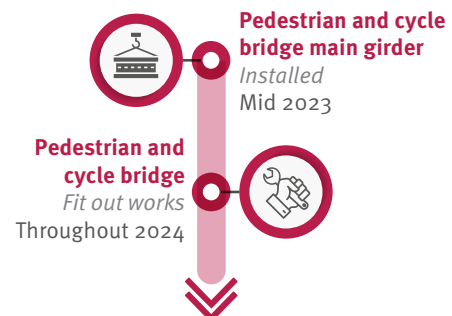 Pedestrian and cycle
bridge main girder
Installed
Mid 2023
Pedestrian and
cycle bridge
Fit out works
Throughout 2024